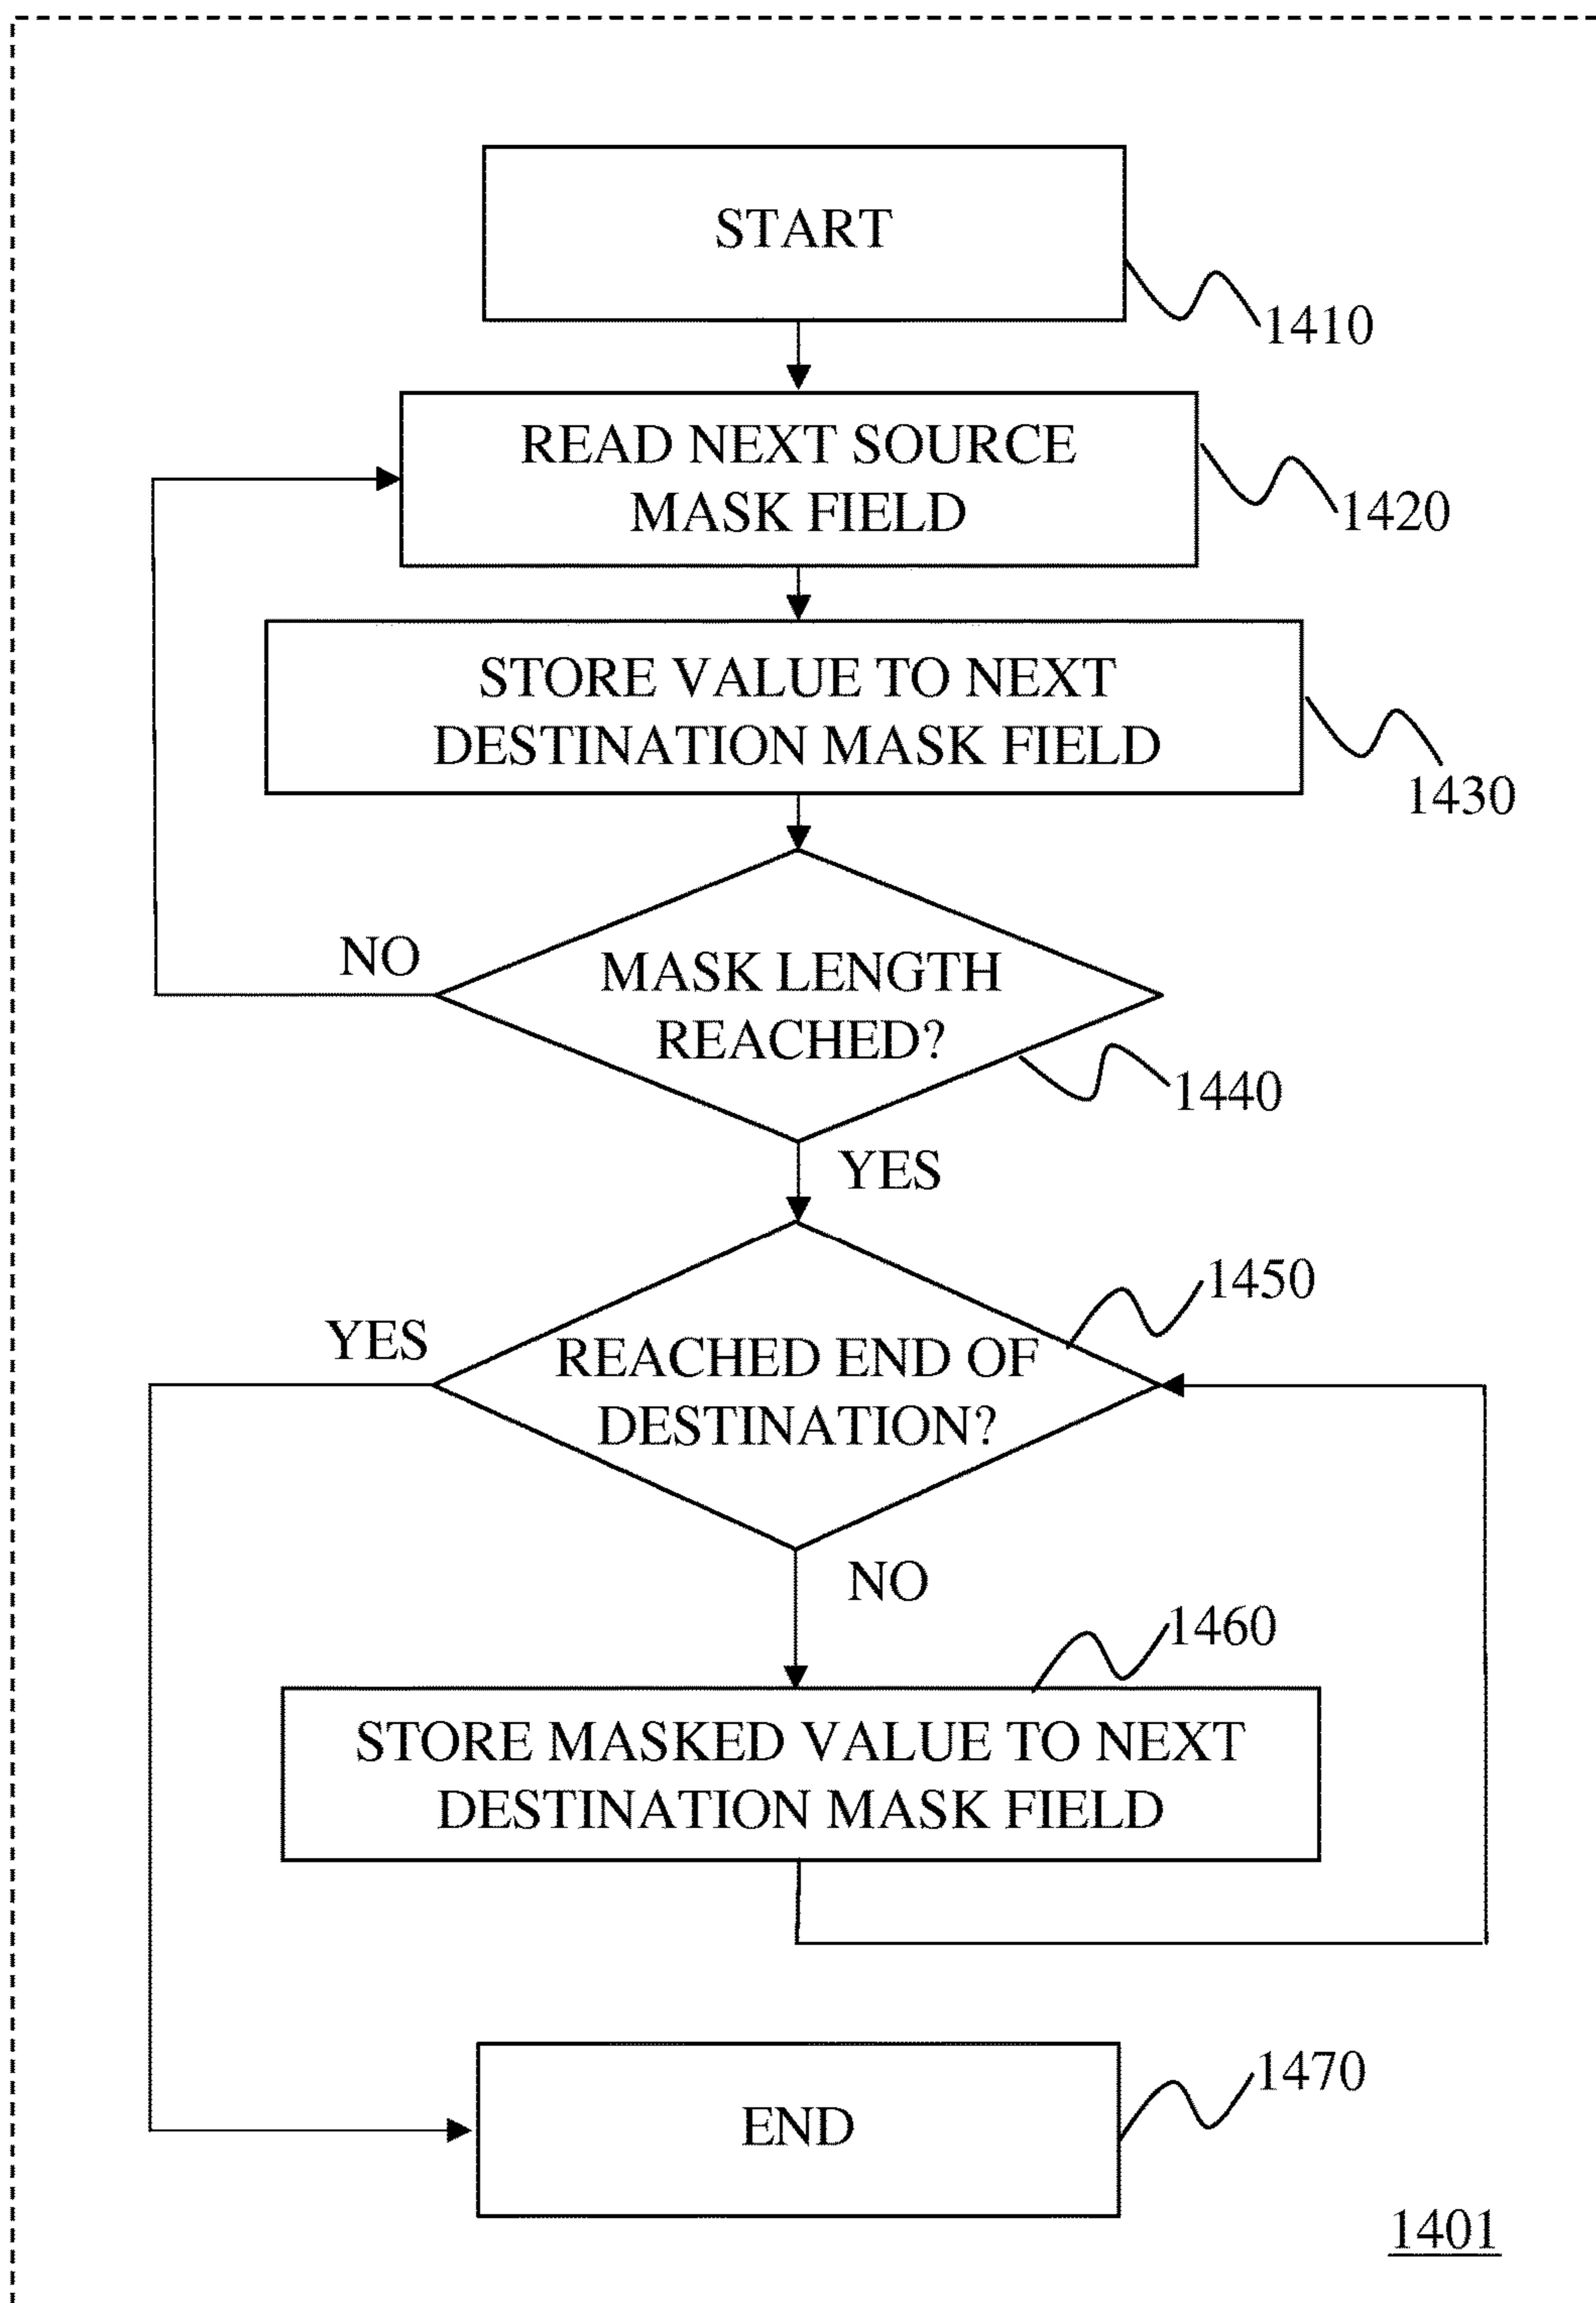 START
1410
READ NEXT SOURCE
MASK FIELD
1420
STORE VALUE TO NEXT
DESTINATION MASK FIELD
1430
NO
MASK LENGTH
REACHED?
1440
YES
1450
YES
REACHED END OF
DESTINATION?
NO
1460
STORE MASKED VALUE TO NEXT
DESTINATION MASK FIELD
1470
END
1401